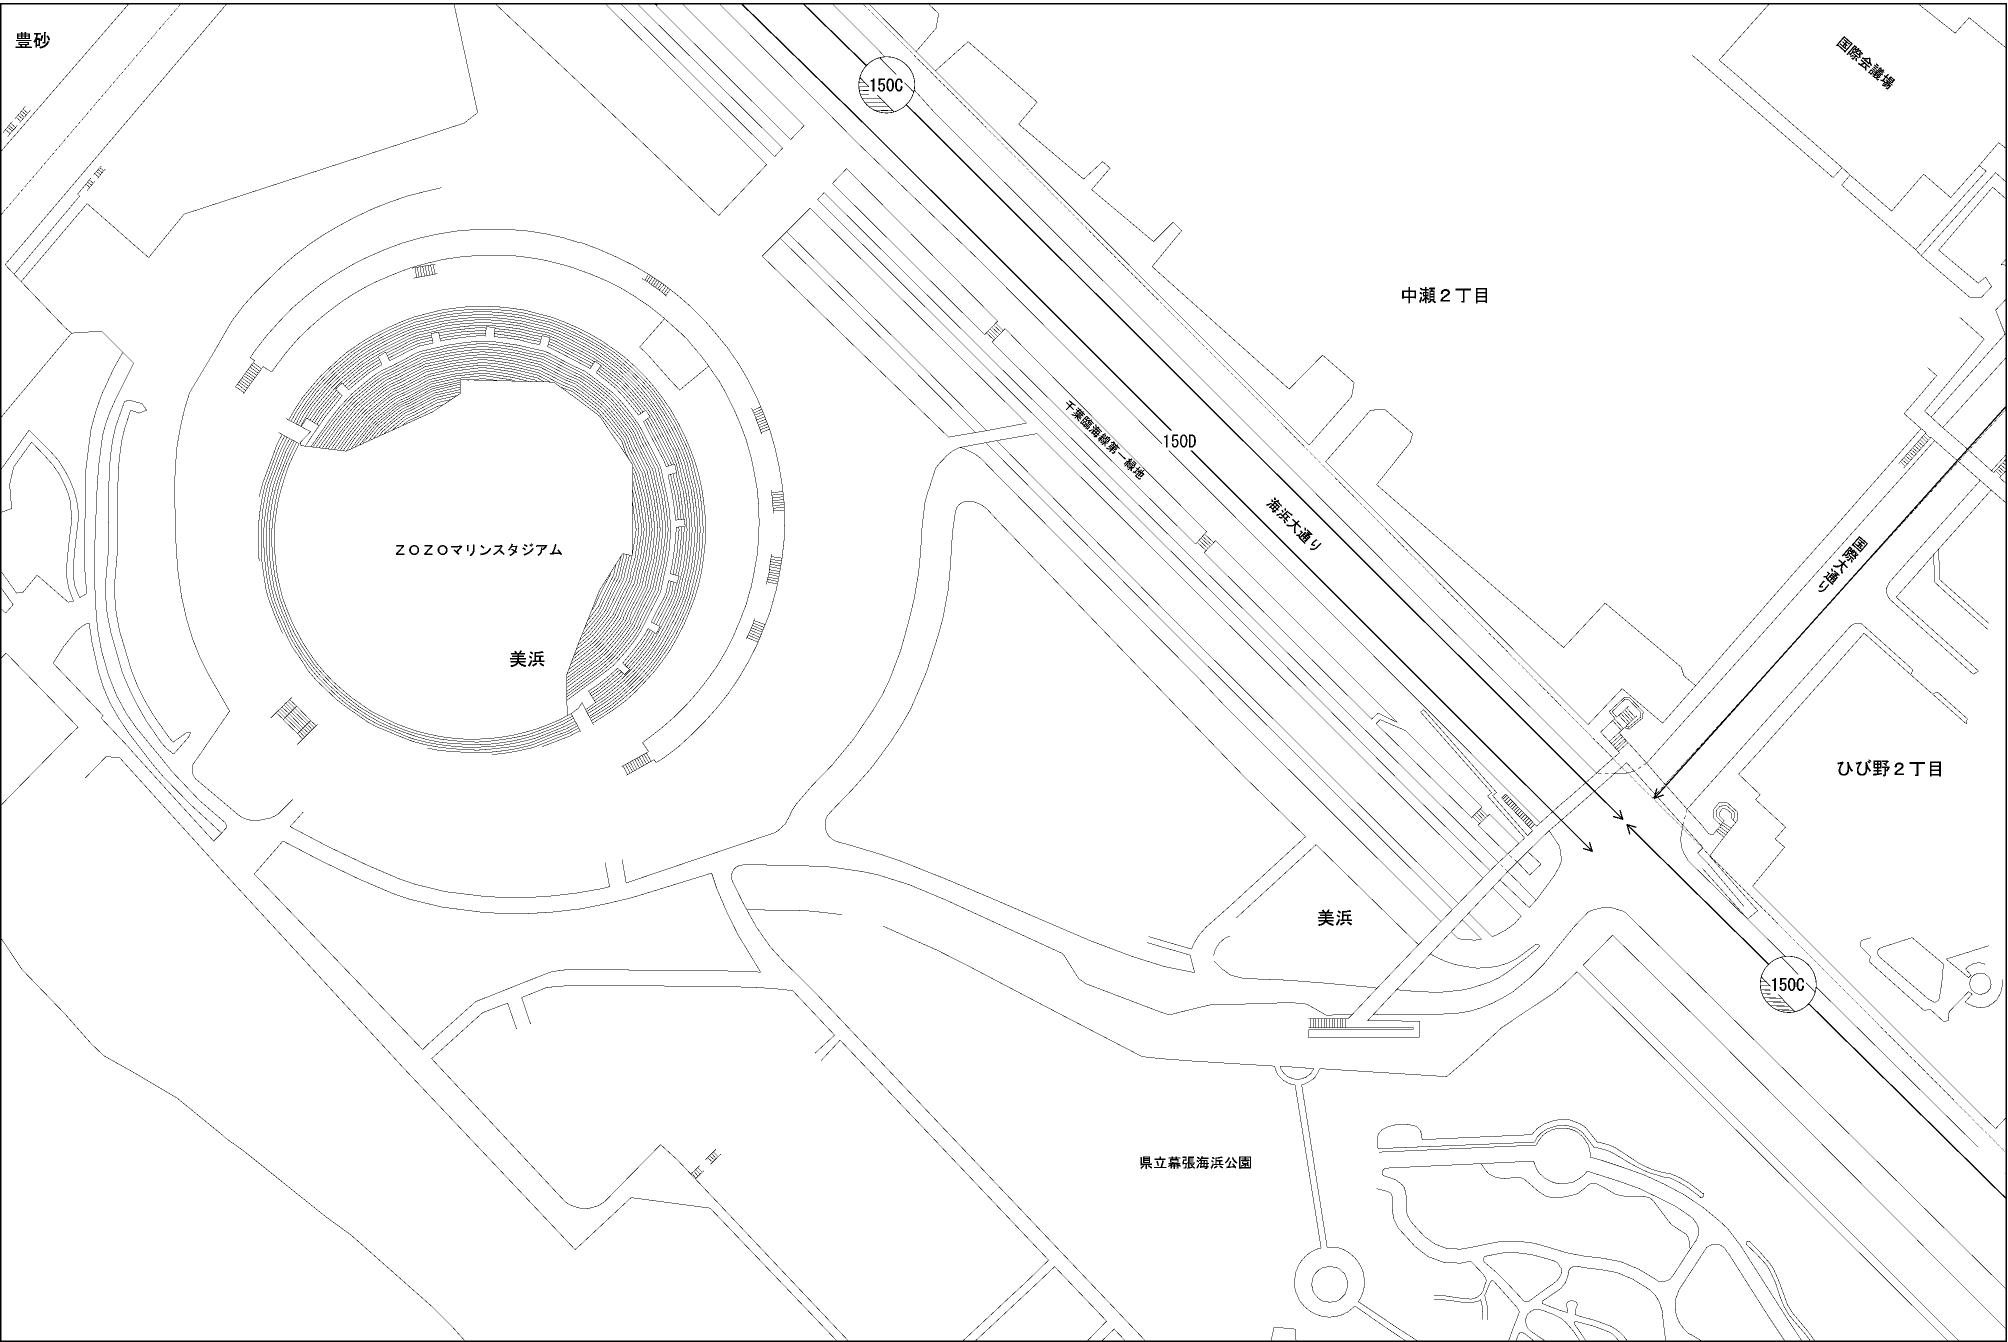 豊砂
国際会議場
150C
中瀬２丁目
千葉臨海線第一緑地
150D
海浜大通り
国際大通り
ＺＯＺＯマリンスタジアム
美浜
ひび野２丁目
美浜
150C
県立幕張海浜公園